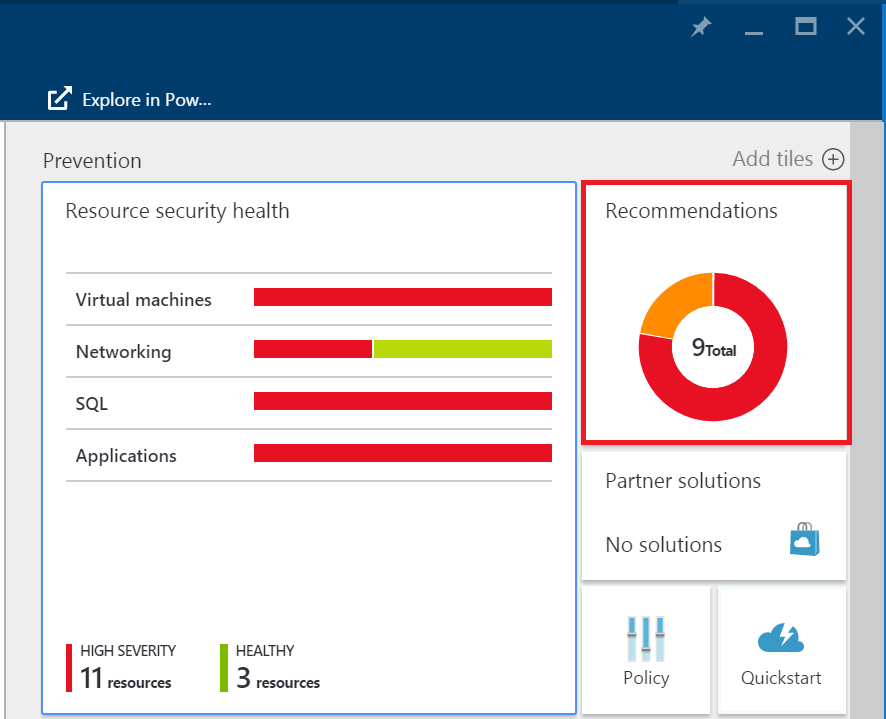 Explore in Pow...
Prevention
Add tiles
Resource security health
Virtual machines
Networking
SQL
Applications
HIGH SEVERITY
11 resources
HEALTHY
3 resources
Recommendations
9Total
Partner solutions
No solutions
Policy
Quickstart